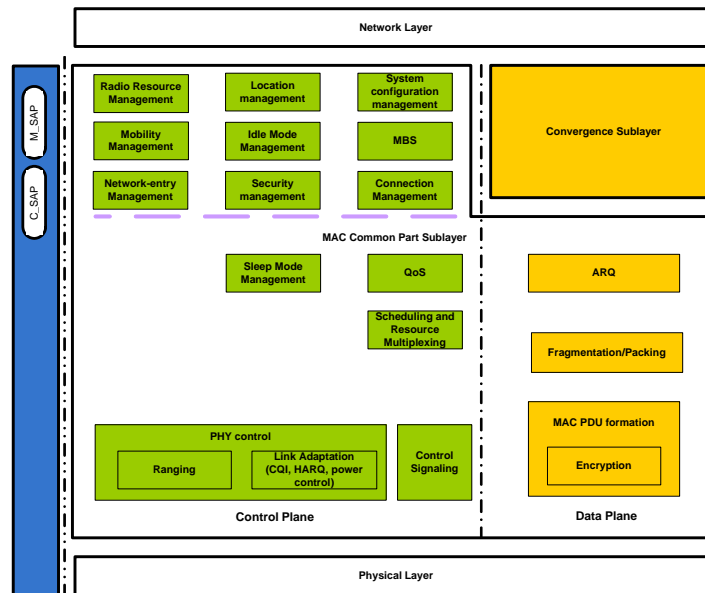 Network Layer
M_SAP
C_SAP
Radio Resource
Management
Location
management
System
configuration
management
Convergence Sublayer
Mobility
Management
Idle Mode
Management
MBS
Network-entry
Management
Security
management
Connection
Management
MAC Common Part Sublayer
Sleep Mode
Management
QoS
ARQ
Scheduling and
Resource
Multiplexing
Fragmentation/Packing
PHY control
Ranging
Link Adaptation
(CQI, HARQ, power
control)
Control
Signaling
MAC PDU formation
Encryption
Control Plane
Data Plane
Physical Layer